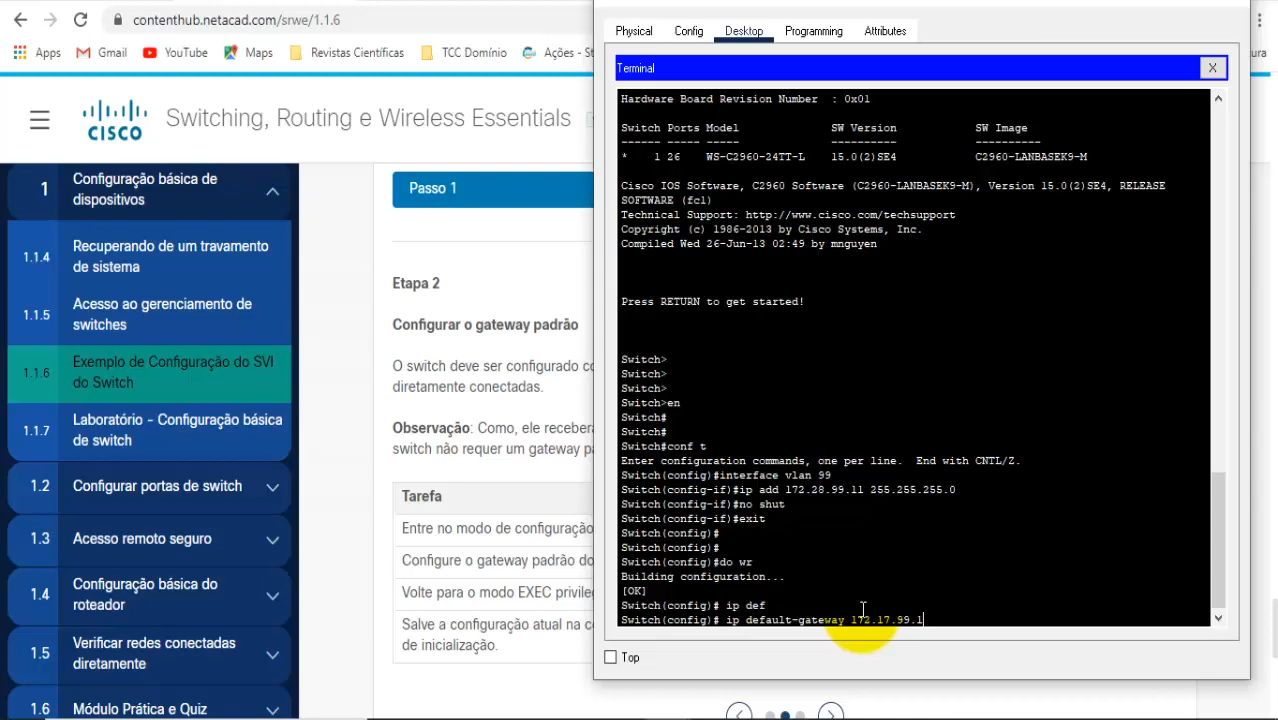 contenthub.netacad.com/srwe/1.1.6
Apps
Gmail
YouTube
Maps
Revistas Científicas
TCC Domínio
Ações - St
CISCO
Switching, Routing e Wireless Essentials
1
Configuração básica de
dispositivos
1.1.4
Recuperando de um travamento
de sistema
1.1.5
Acesso ao gerenciamento de
switches
1.1.6
Exemplo de Configuração do SVI
do Switch
1.1.7
Laboratório - Configuração básica
de switch
1.2
Configurar portas de switch
1.3
Acesso remoto seguro
1.4
Configuração básica do
roteador
1.5
Verificar redes conectadas
diretamente
1.6
Módulo Prática e Quiz
Passo 1
Etapa 2
Configurar o gateway padrão
O switch deve ser configurado co
diretamente conectadas.
Observação: Como, ele recebera
switch não requer um gateway pa
Tarefa
Entre no modo de configuração
Configure o gateway padrão do
Volte para o modo EXEC privile
Salve a configuração atual na co
de inicialização.
Physical
Config
Desktop
Programming
Attributes
Terminal
X
Hardware Board Revision Number : 0x01
Switch Ports Model SW Version SW Image
------ ----- ----- ---------- ----------
* 1 26 WS-C2960-24TT-L 15.0(2)SE4 C2960-LANBASEK9-M
Cisco IOS Software, C2960 Software (C2960-LANBASEK9-M), Version 15.0(2)SE4, RELEASE
SOFTWARE (fc1)
Technical Support: http://www.cisco.com/techsupport
Copyright (c) 1986-2013 by Cisco Systems, Inc.
Compiled Wed 26-Jun-13 02:49 by mnguyen
Press RETURN to get started!
Switch>
Switch>
Switch>
Switch>en
Switch#
Switch#
Switch#conf t
Enter configuration commands, one per line. End with CNTL/Z.
Switch(config)#interface vlan 99
Switch(config-if)#ip add 172.28.99.11 255.255.255.0
Switch(config-if)#no shut
Switch(config-if)#exit
Switch(config)#
Switch(config)#
Switch(config)#do wr
Building configuration...
[OK]
Switch(config)# ip def
Switch(config)# ip default-gateway 172.17.99.1
Top